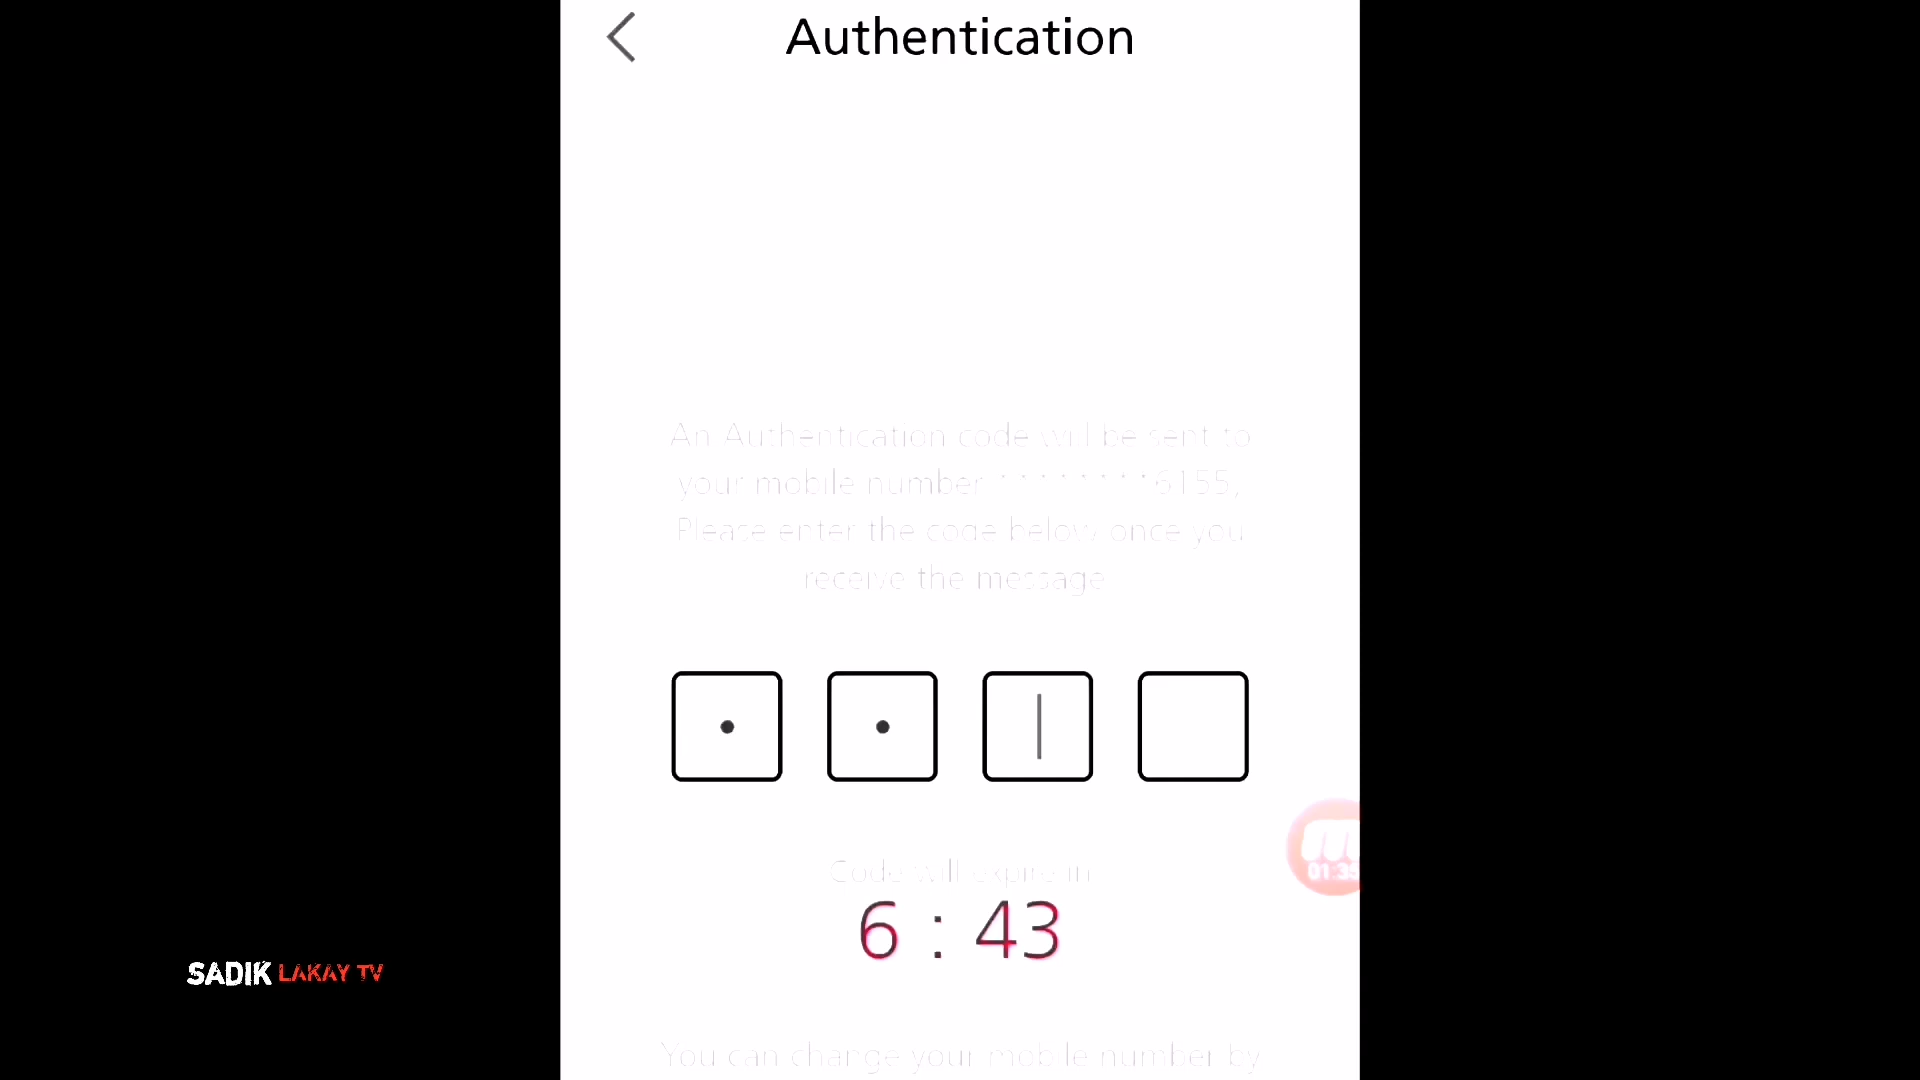 Authentication
An Authentication code will be sent to
your mobile number ********6155,
Please enter the code below once you
receive the message
Code will expire in
6 : 43
01:35
SADIK LAKAY TV
You can change your mobile number by